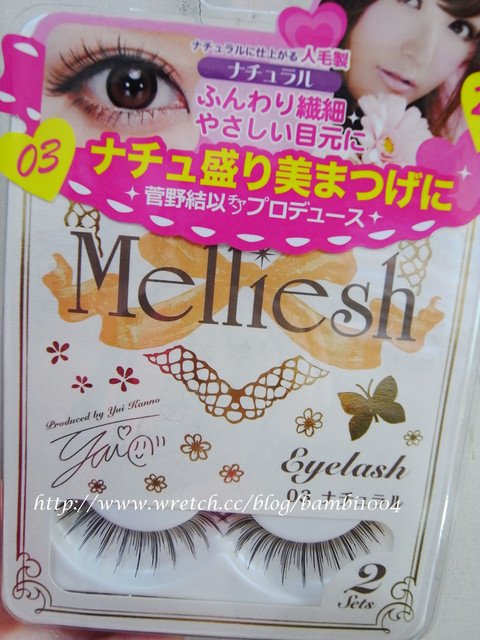 ナチュラルに仕上がる人毛製
ナチュラル
ふんわり繊細
やさしい目元に
03
ナチュ盛り美まつげに
菅野結以チャンプロデュース
Melliesh
Produced by Yui Kanno
Yui
Eyelash
03 ナチュラル
http://www.wretch.cc/blog/bambi1004
2
Sets